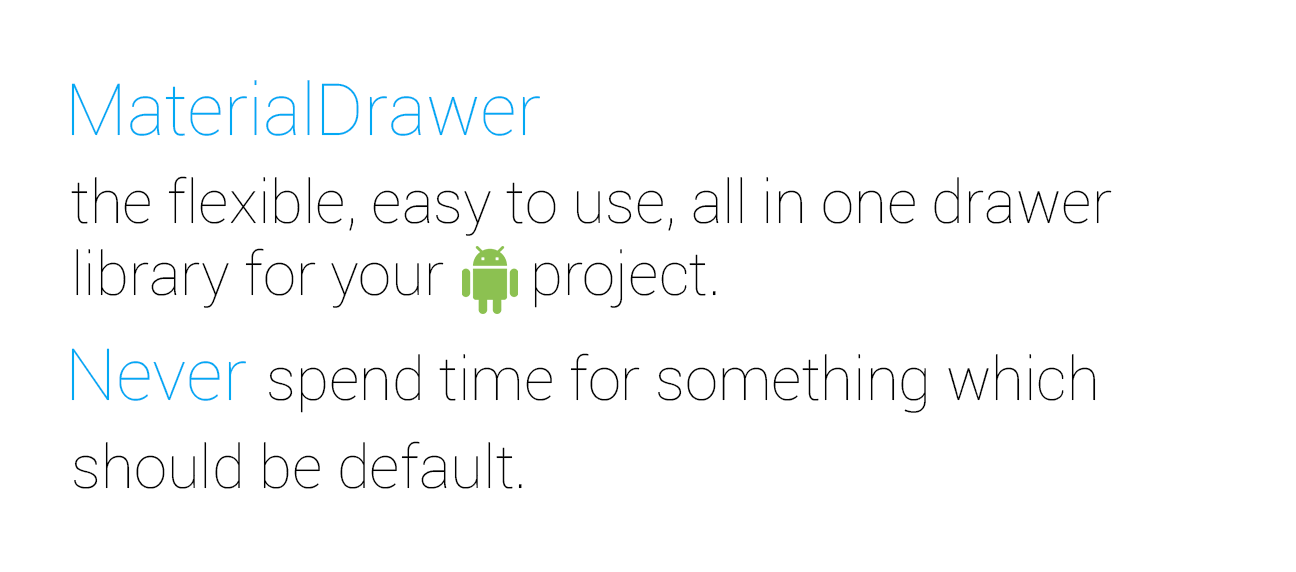 MaterialDrawer
the flexible, easy to use, all in one drawer
library for your project.
Never spend time for something which
should be default.